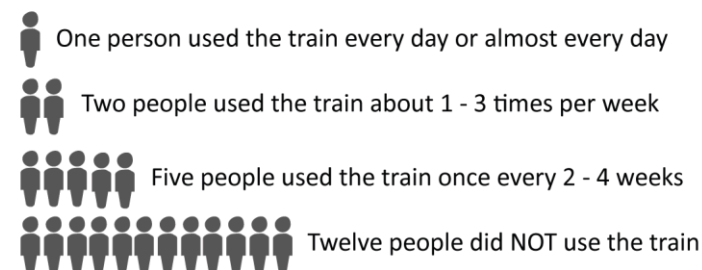 One person used the train every day or almost every day
Two people used the train about 1 - 3 times per week
Five people used the train once every 2 - 4 weeks
Twelve people did NOT use the train